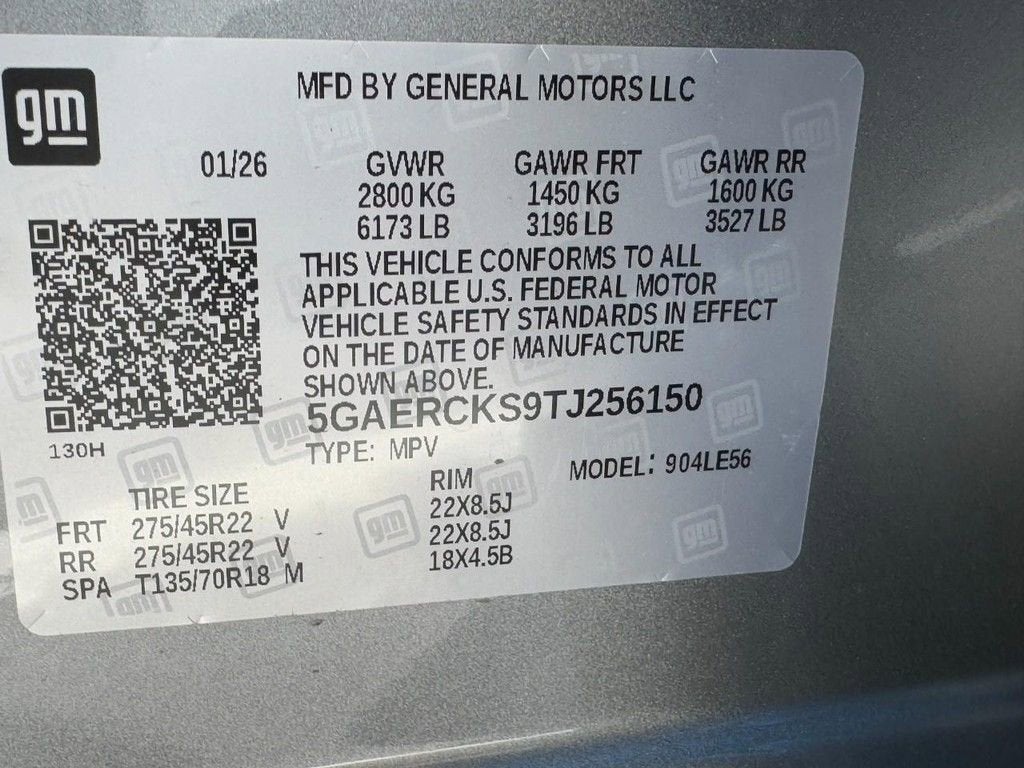 gm
MFD BY GENERAL MOTORS LLC
01/26 GVWR GAWR FRT GAWR RR
2800 KG 1450 KG 1600 KG
6173 LB 3196 LB 3527 LB
THIS VEHICLE CONFORMS TO ALL
APPLICABLE U.S. FEDERAL MOTOR
VEHICLE SAFETY STANDARDS IN EFFECT
ON THE DATE OF MANUFACTURE
SHOWN ABOVE.
5GAERCKS9TJ256150
130H
TYPE: MPV MODEL: 904LE56
TIRE SIZE RIM
FRT 275/45R22 V 22X8.5J
RR 275/45R22 V 22X8.5J
SPA T135/70R18 M 18X4.5B